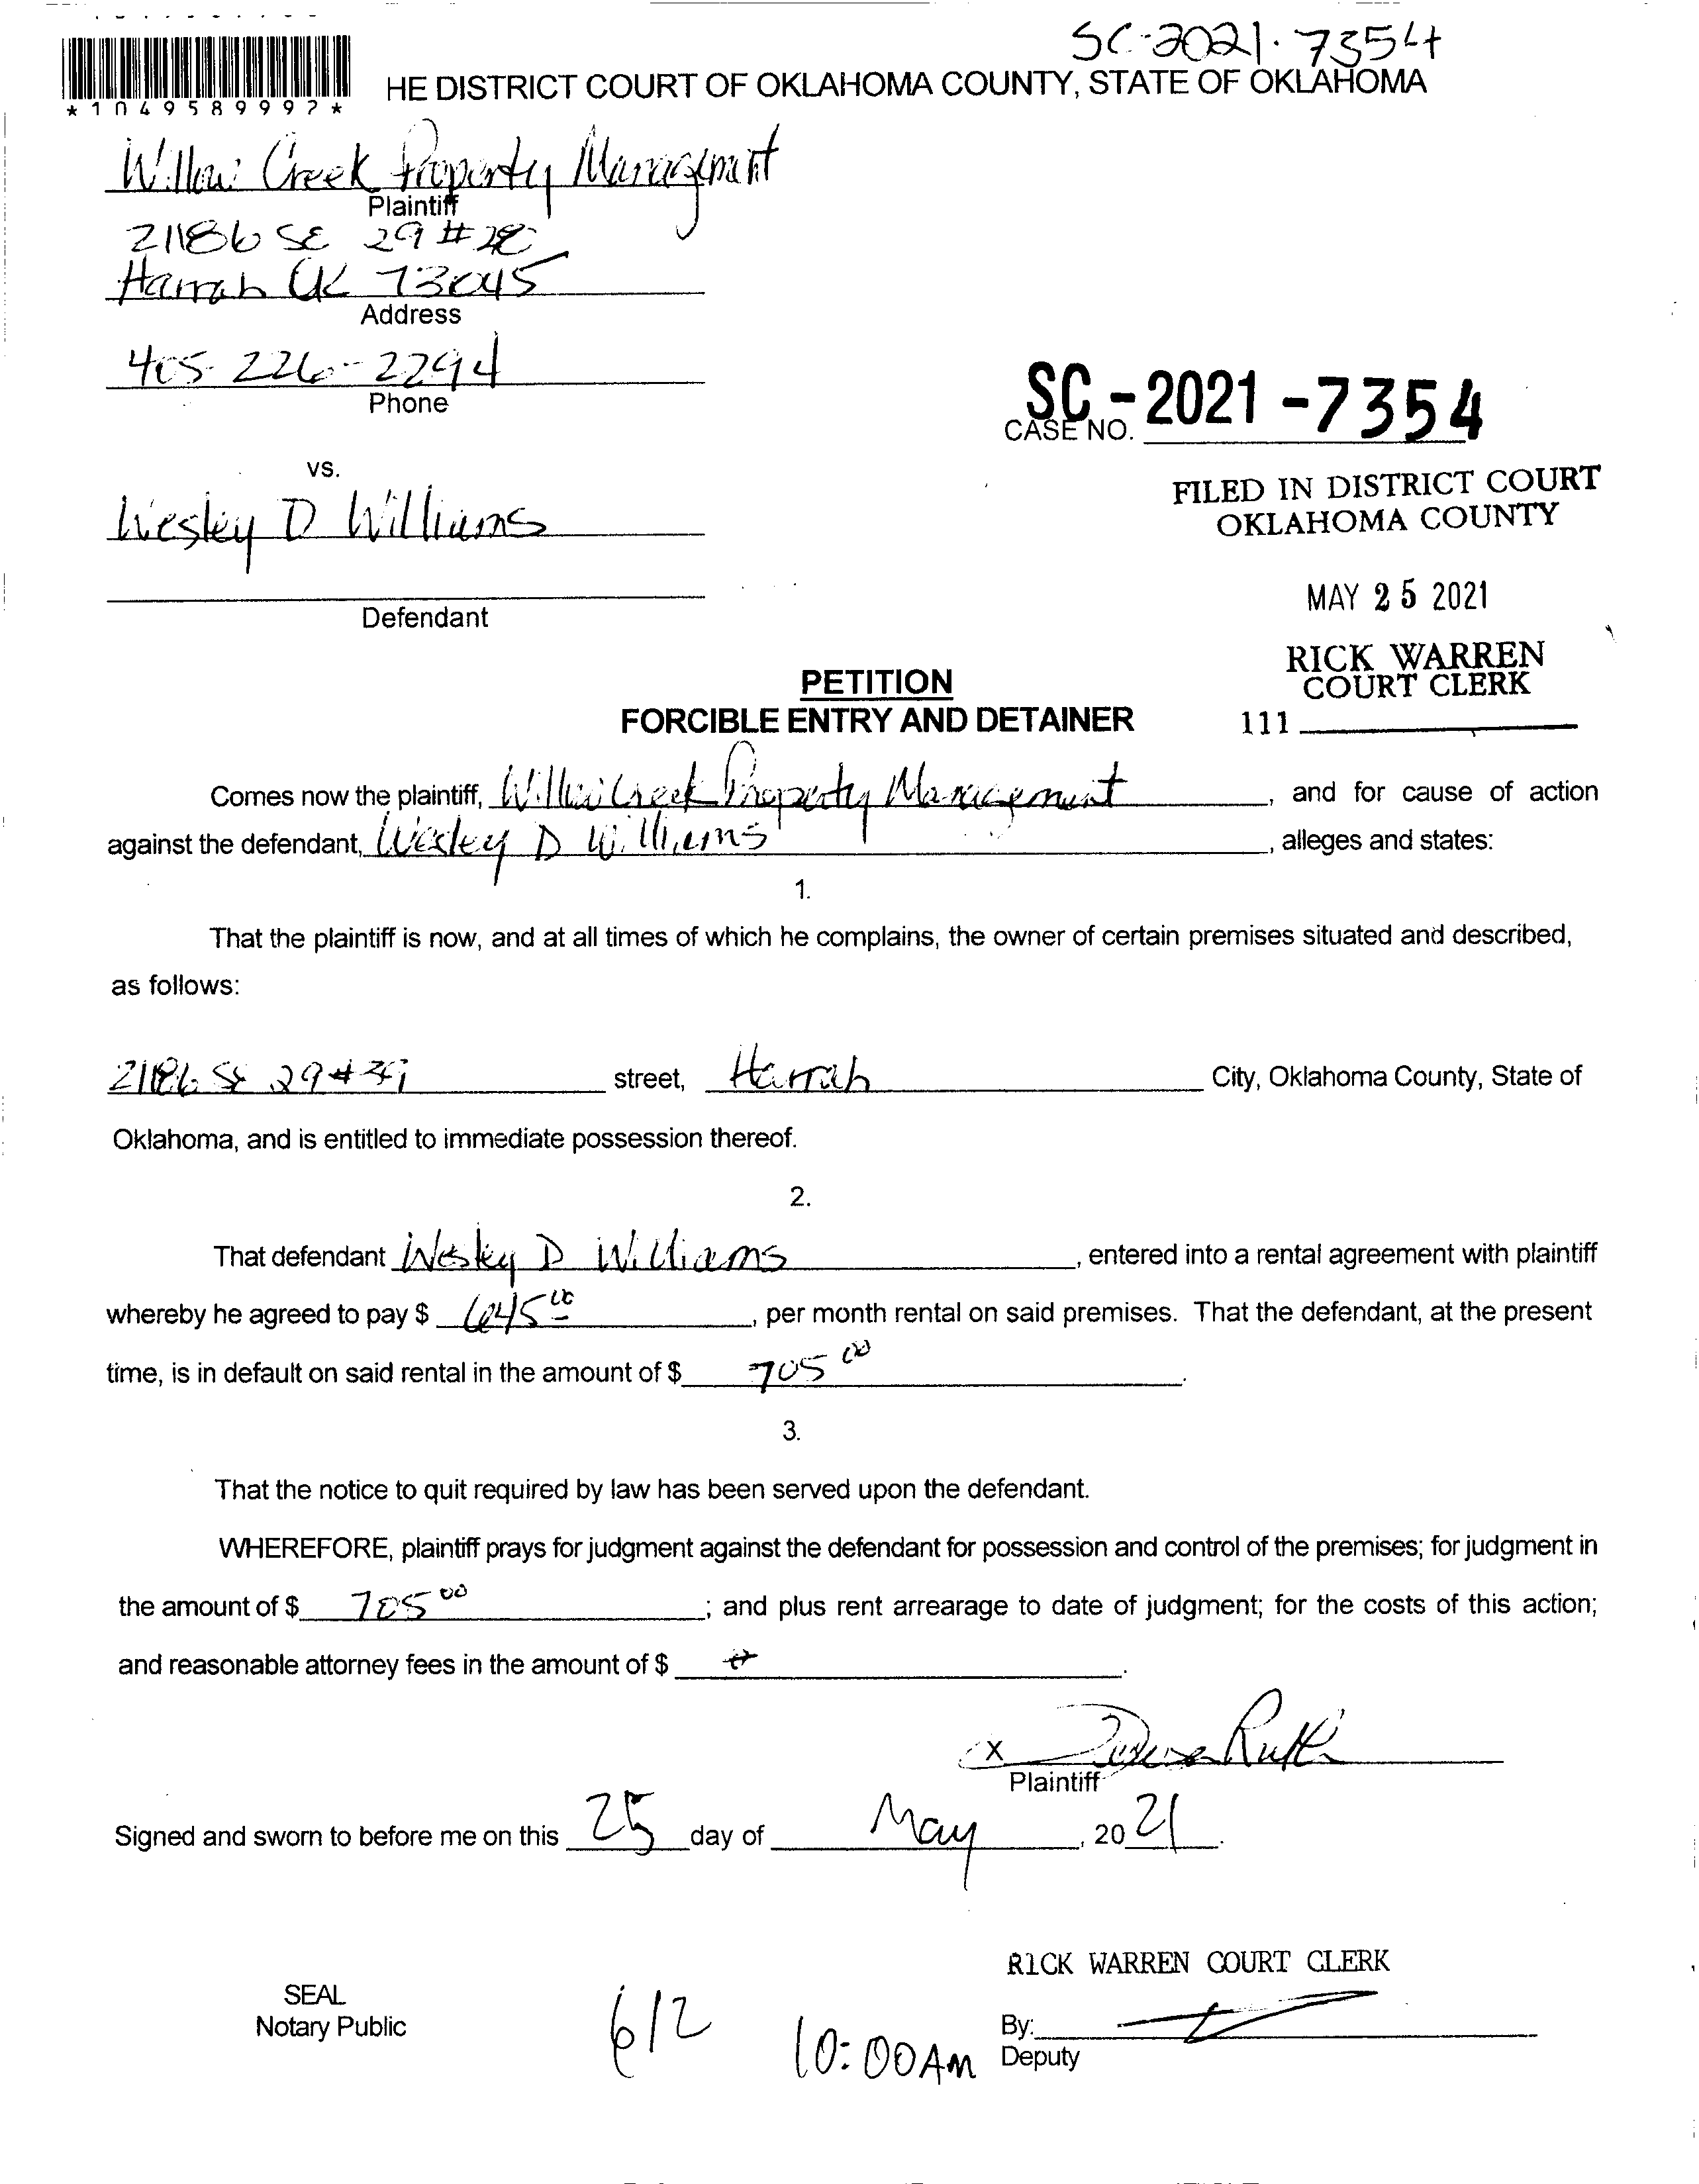 SC-2021-7354
*1049589992*
HE DISTRICT COURT OF OKLAHOMA COUNTY, STATE OF OKLAHOMA
Willow Creek Property Management
Plaintiff
21186 SE 29 # 28
Harrah OK 73045
Address
405-226-2294
Phone
SC - 2021 - 7354
CASE NO.
vs.
Wesley D Williams
Defendant
FILED IN DISTRICT COURT
OKLAHOMA COUNTY
MAY 25 2021
RICK WARREN
COURT CLERK
111
PETITION
FORCIBLE ENTRY AND DETAINER
Comes now the plaintiff, Willow Creek Property Management, and for cause of action
against the defendant, Wesley D Williams, alleges and states:
1.
That the plaintiff is now, and at all times of which he complains, the owner of certain premises situated and described,
as follows:
21186 SE 29 # 39 street, Harrah City, Oklahoma County, State of
Oklahoma, and is entitled to immediate possession thereof.
2.
That defendant Wesley D Williams, entered into a rental agreement with plaintiff
whereby he agreed to pay $ 645 00, per month rental on said premises. That the defendant, at the present
time, is in default on said rental in the amount of $ 705 00.
3.
That the notice to quit required by law has been served upon the defendant.
WHEREFORE, plaintiff prays for judgment against the defendant for possession and control of the premises; for judgment in
the amount of $ 705 00; and plus rent arrearage to date of judgment; for the costs of this action;
and reasonable attorney fees in the amount of $
X
Plaintiff
Signed and sworn to before me on this 25 day of May, 2021.
RICK WARREN COURT CLERK
SEAL
Notary Public
6/2 10:00AM
By:
Deputy